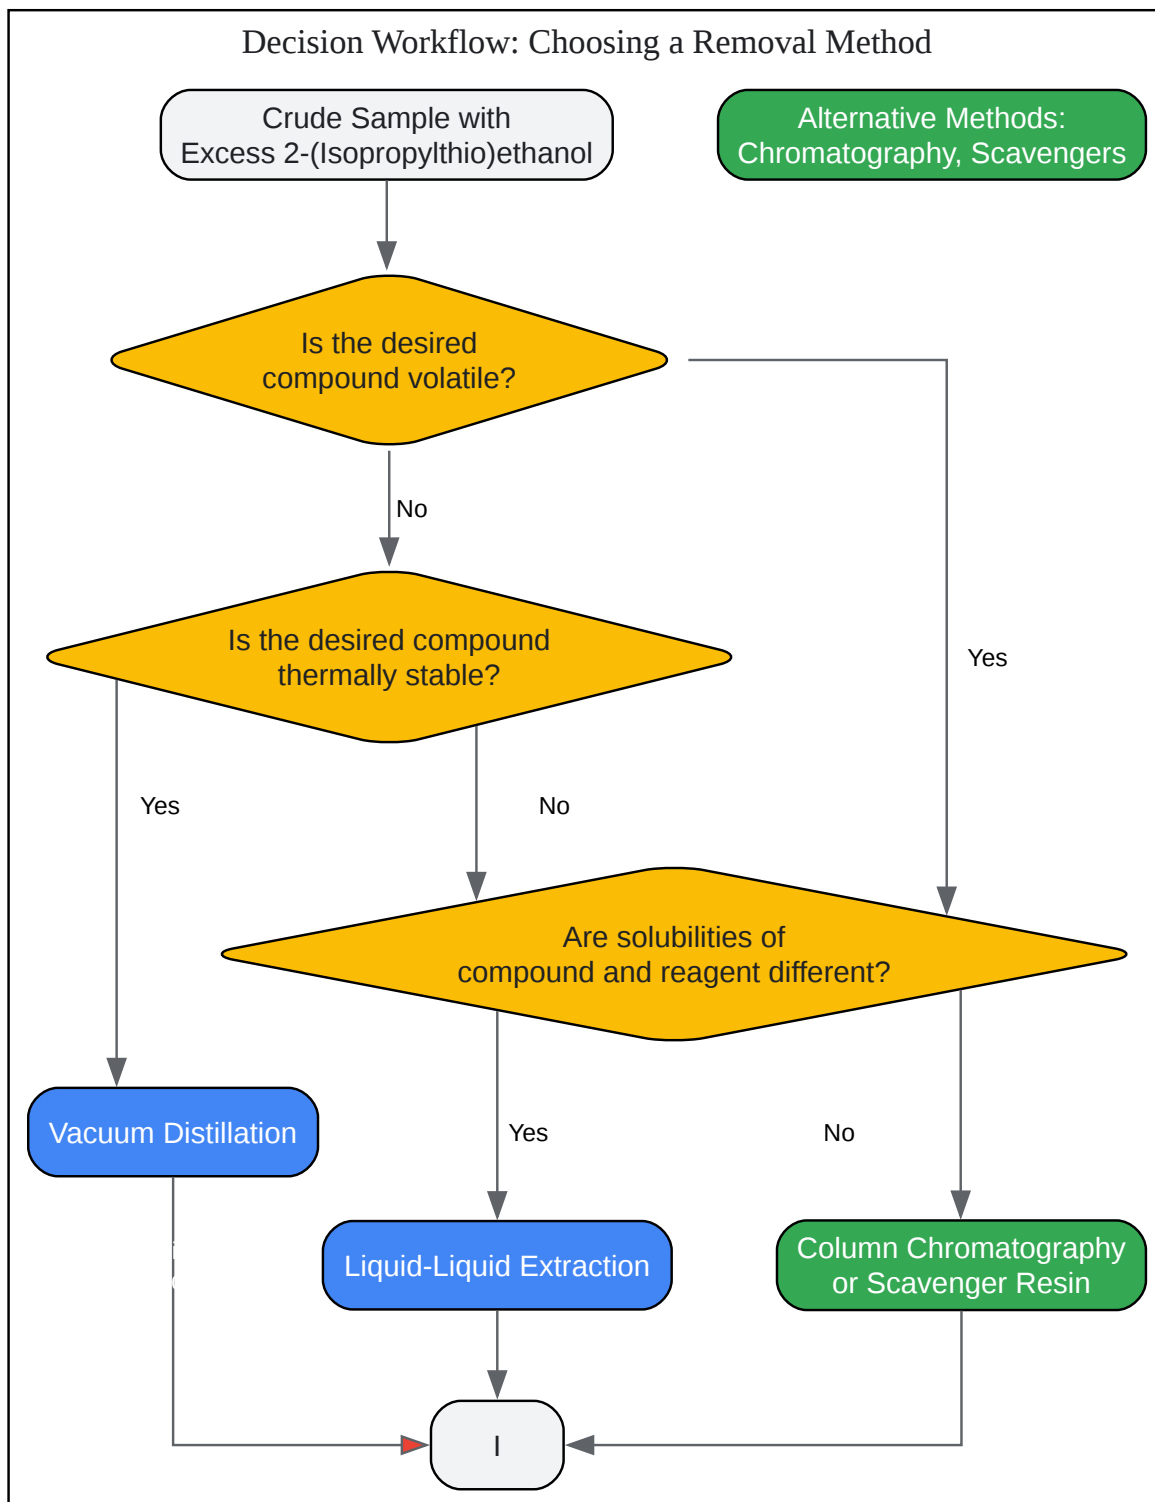 Decision Workflow: Choosing a Removal Method
Crude Sample with
Excess 2-(Isopropylthio)ethanol
Alternative Methods:
Chromatography, Scavengers
Is the desired
compound volatile?
No
Is the desired compound
thermally stable?
Yes
Yes
No
Are solubilities of
compound and reagent different?
Vacuum Distillation
Yes
No
Liquid-Liquid Extraction
Column Chromatography
or Scavenger Resin
I